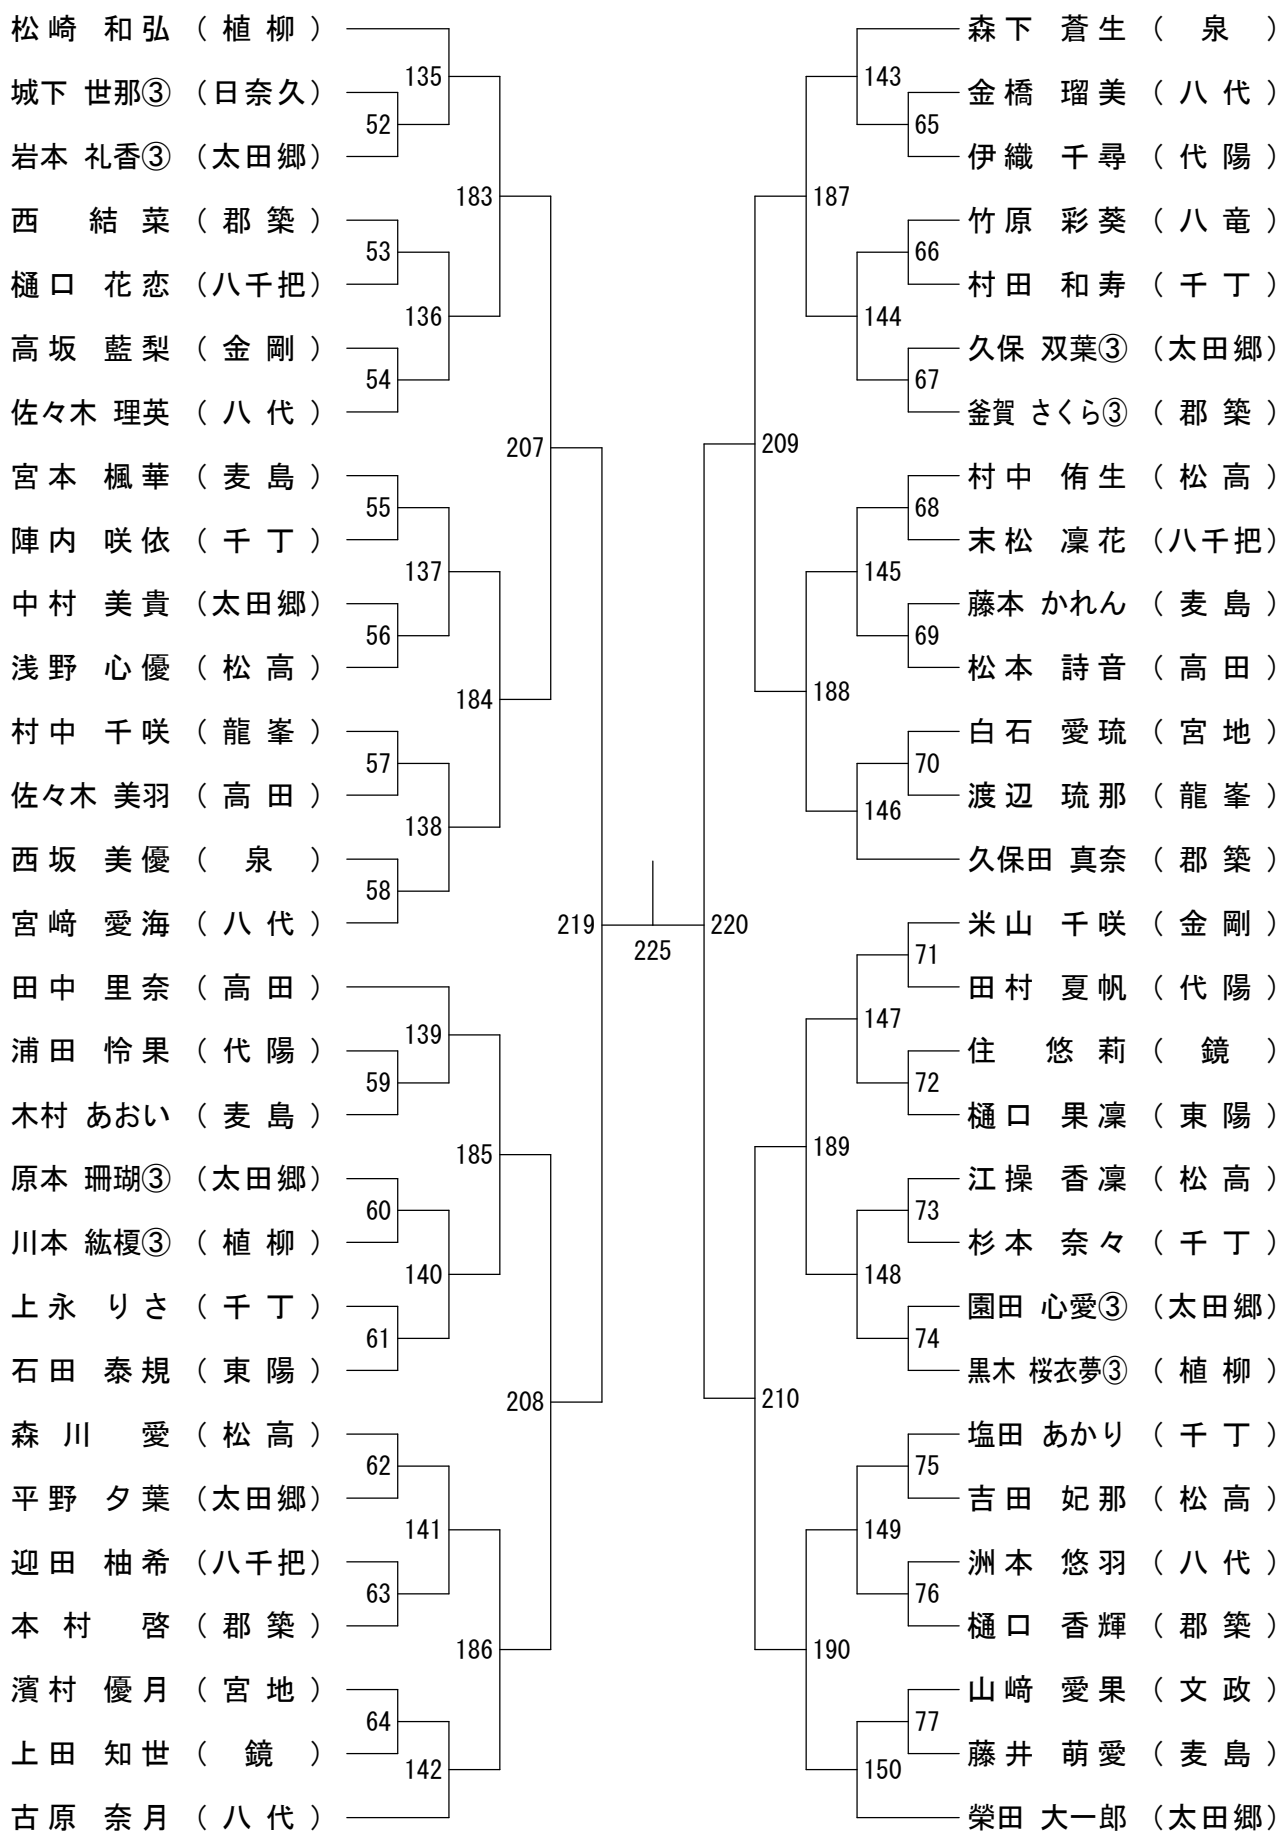 松崎 和弘 (植柳)
135
城下 世那③ (日奈久)
52
岩本 礼香③ (太田郷)
183
西 結菜 (郡築)
53
樋口 花恋 (八千把)
136
高坂 藍梨 (金剛)
54
佐々木 理英 (八代)
207
宮本 楓華 (麦島)
55
陣内 咲依 (千丁)
137
中村 美貴 (太田郷)
56
浅野 心優 (松高)
184
村中 千咲 (龍峯)
57
佐々木 美羽 (高田)
138
西坂 美優 (泉)
58
宮﨑 愛海 (八代)
219
田中 里奈 (高田)
139
浦田 怜果 (代陽)
59
木村 あおい (麦島)
185
原本 珊瑚③ (太田郷)
60
川本 紘榎③ (植柳)
140
上永 りさ (千丁)
61
石田 泰規 (東陽)
208
森川 愛 (松高)
62
平野 夕葉 (太田郷)
141
迎田 柚希 (八千把)
63
本村 啓 (郡築)
186
濱村 優月 (宮地)
64
上田 知世 (鏡)
142
古原 奈月 (八代)
225
森下 蒼生 (泉)
143
金橋 瑠美 (八代)
65
伊織 千尋 (代陽)
187
竹原 彩葵 (八竜)
66
村田 和寿 (千丁)
144
久保 双葉③ (太田郷)
67
釜賀 さくら③ (郡築)
209
村中 侑生 (松高)
68
末松 凜花 (八千把)
145
藤本 かれん (麦島)
69
松本 詩音 (高田)
188
白石 愛琉 (宮地)
70
渡辺 琉那 (龍峯)
146
久保田 真奈 (郡築)
220
米山 千咲 (金剛)
71
田村 夏帆 (代陽)
147
住 悠莉 (鏡)
72
樋口 果凜 (東陽)
189
江操 香凜 (松高)
73
杉本 奈々 (千丁)
148
園田 心愛③ (太田郷)
74
黒木 桜衣夢③ (植柳)
210
塩田 あかり (千丁)
75
吉田 妃那 (松高)
149
洲本 悠羽 (八代)
76
樋口 香輝 (郡築)
190
山﨑 愛果 (文政)
77
藤井 萌愛 (麦島)
150
榮田 大一郎 (太田郷)